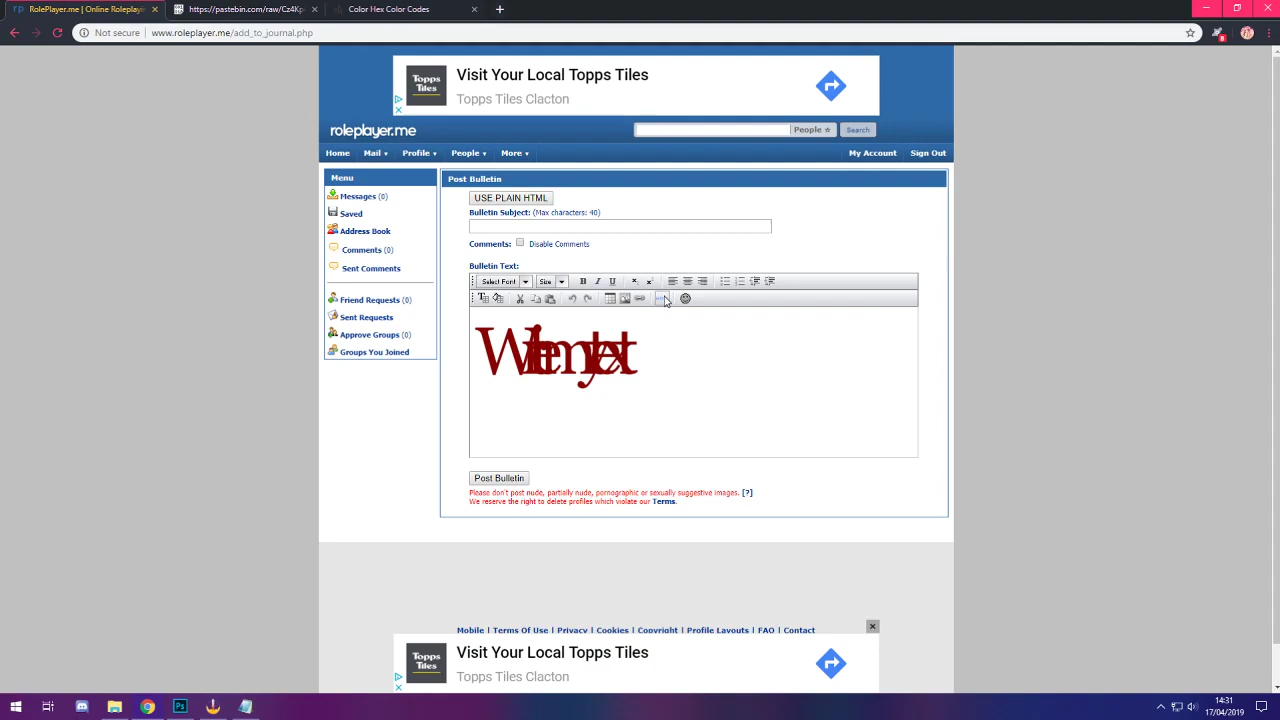 RolePlayer.me | Online Roleplay
https://pastebin.com/raw/Cz4Kp
Color Hex Color Codes
Not secure | www.roleplayer.me/add_to_journal.php
Topps Tiles
Visit Your Local Topps Tiles
Topps Tiles Clacton
roleplayer.me
People
Search
Home Mail Profile People More My Account Sign Out
Menu
Messages (0)
Saved
Address Book
Comments (0)
Sent Comments
Friend Requests (0)
Sent Requests
Approve Groups (0)
Groups You Joined
Post Bulletin
USE PLAIN HTML
Bulletin Subject: (Max characters: 40)
Comments: Disable Comments
Bulletin Text:
Select Font Size B I U
Post Bulletin
Please don't post nude, partially nude, pornographic or sexually suggestive images. [?]
We reserve the right to delete profiles which violate our Terms.
Mobile | Terms Of Use | Privacy | Cookies | Copyright | Profile Layouts | FAQ | Contact
Topps Tiles
Visit Your Local Topps Tiles
Topps Tiles Clacton
Ps
14:31
17/04/2019